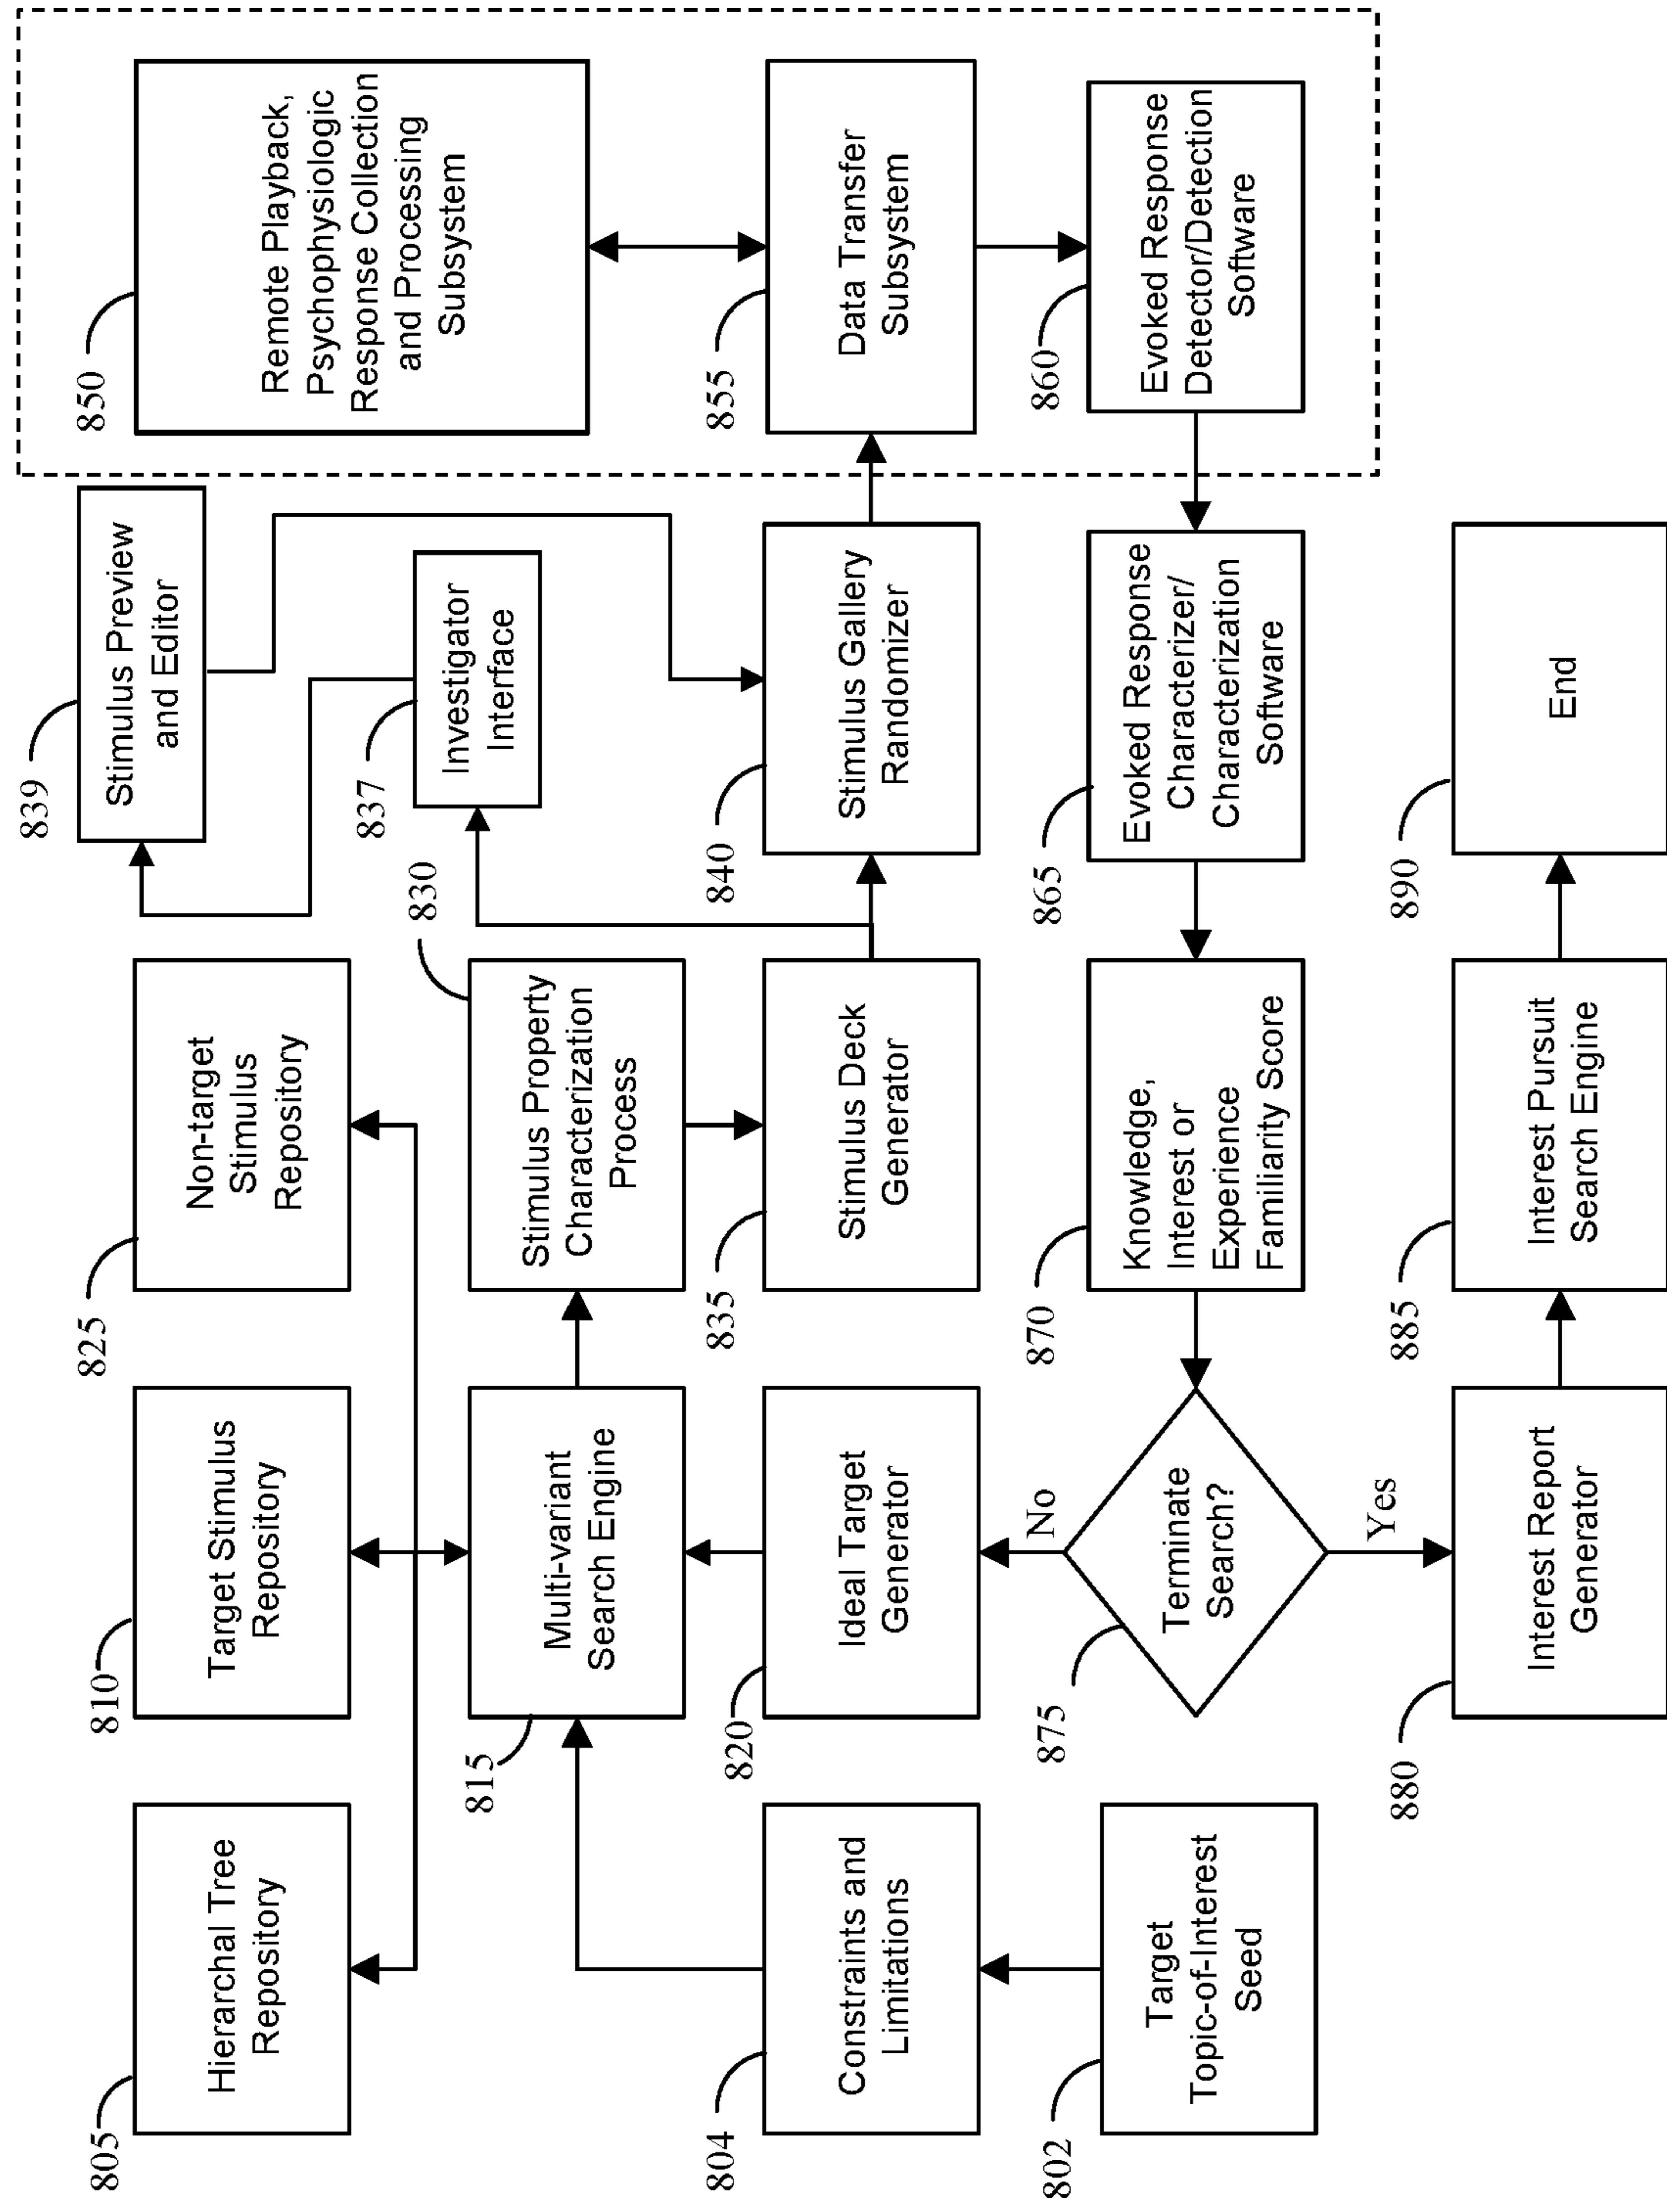 805
Hierarchal Tree
Repository
810
Target Stimulus
Repository
825
Non-target
Stimulus
Repository
839
Stimulus Preview
and Editor
850
Remote Playback,
Psychophysiologic
Response Collection
and Processing
Subsystem
815
Multi-variant
Search Engine
830
Stimulus Property
Characterization
Process
837
Investigator
Interface
804
Constraints and
Limitations
820
Ideal Target
Generator
835
Stimulus Deck
Generator
840
Stimulus Gallery
Randomizer
855
Data Transfer
Subsystem
802
Target
Topic-of-Interest
Seed
875
Terminate
Search?
No
Yes
870
Knowledge,
Interest or
Experience
Familiarity Score
865
Evoked Response
Characterizer/
Characterization
Software
860
Evoked Response
Detector/Detection
Software
880
Interest Report
Generator
885
Interest Pursuit
Search Engine
890
End